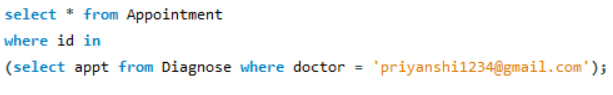 select * from Appointment
where id in
(select appt from Diagnose where doctor = 'priyanshi1234@gmail.com');